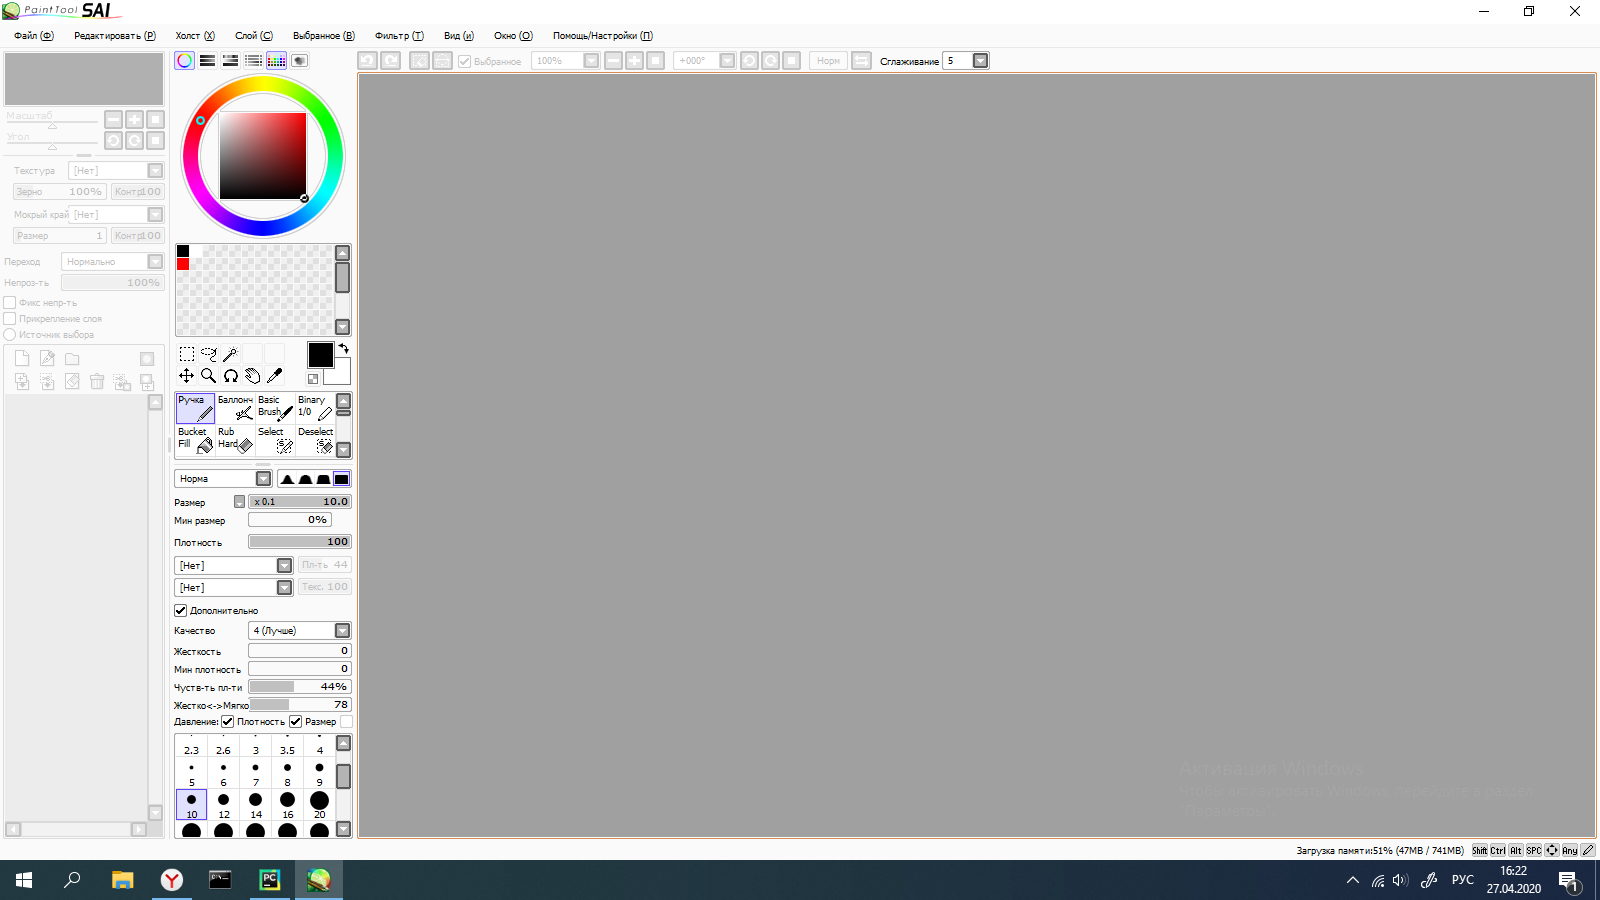 PaintTool SAI
Файл (Ф) Редактировать (Р) Холст (Х) Слой (С) Выбранное (В) Фильтр (Т) Вид (и) Окно (О) Помощь/Настройки (П)
Выбранное 100% +000° Норм Сглаживание 5
Масштаб
Угол
Текстура [Нет]
Зерно 100% Контр100
Мокрый край [Нет]
Размер 1 Контр100
Переход Нормально
Непроз-ть 100%
Фикс непр-ть
Прикрепление слоя
Источник выбора
Ручка Баллонч Basic Brush Binary 1/0
Bucket Fill Rub Hard Select Deselect
Норма
Размер x 0.1 10.0
Мин размер 0%
Плотность 100
[Нет] Пл-ть 44
[Нет] Текс. 100
Дополнительно
Качество 4 (Лучше)
Жесткость 0
Мин плотность 0
Чуств-ть пл-ти 44%
Жестко<->Мягко 78
Давление: Плотность Размер
2.3 2.6 3 3.5 4
5 6 7 8 9
10 12 14 16 20
Активация Windows
Чтобы активировать Windows, перейдите в раздел
"Параметры".
Загрузка памяти:51% (47MB / 741MB) Shift Ctrl Alt SPC Any
Y PC РУС 16:22
27.04.2020 1